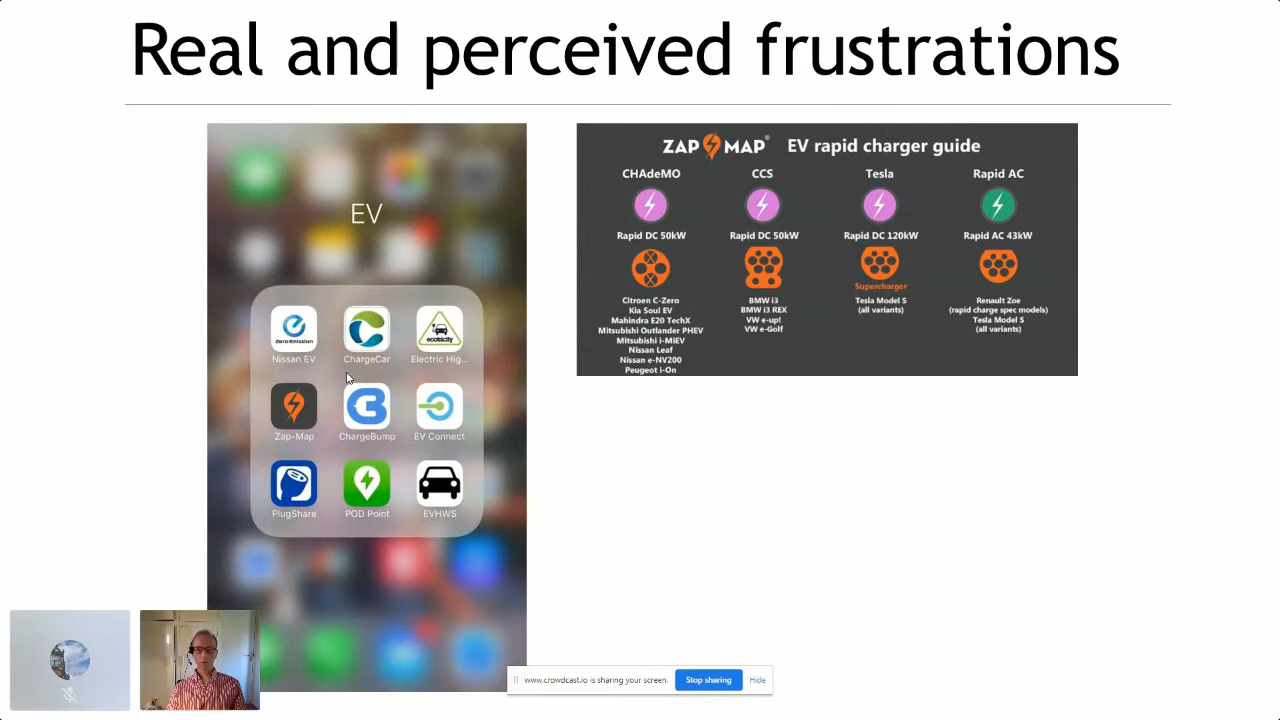 Real and perceived frustrations
EV
Nissan EV
ChargeCar
Electric Hig...
Zap-Map
ChargeBump
EV Connect
PlugShare
POD Point
EVHWS
Zero Emission
ecotricity
ZAP MAP® EV rapid charger guide
CHAdeMO
Rapid DC 50kW
Citroen C-Zero
Kia Soul EV
Mahindra E20 TechX
Mitsubishi Outlander PHEV
Mitsubishi i-MiEV
Nissan Leaf
Nissan e-NV200
Peugeot i-On
CCS
Rapid DC 50kW
BMW i3
BMW i3 REX
VW e-up!
VW e-Golf
Tesla
Rapid DC 120kW
Supercharger
Tesla Model S
(all variants)
Rapid AC
Rapid AC 43kW
Renault Zoe
(rapid charge spec models)
Tesla Model S
(all variants)
www.crowdcast.io is sharing your screen.
Stop sharing
Hide